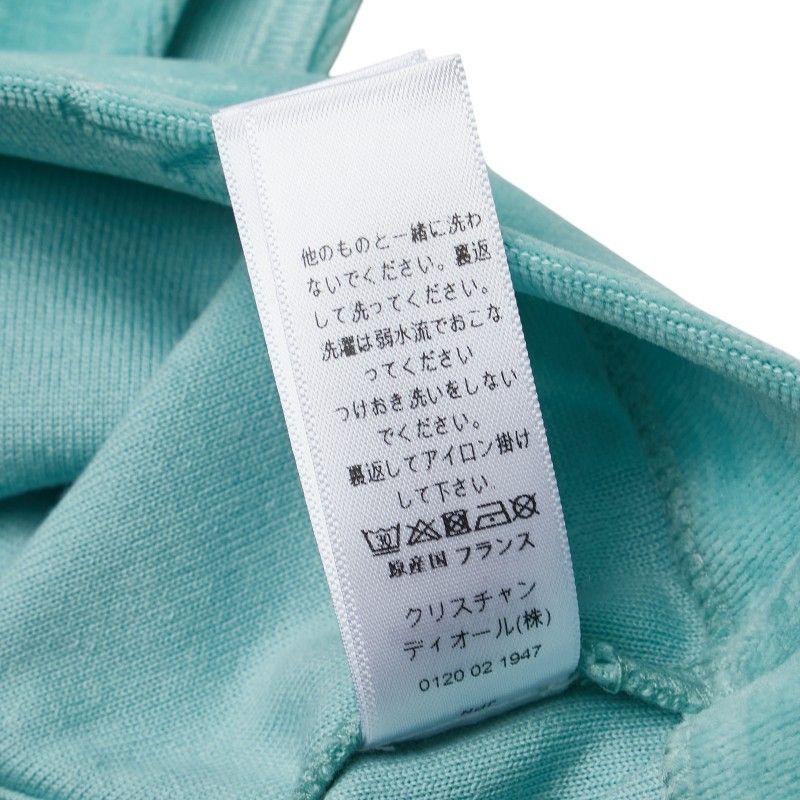 他のものと一緒に洗わ
ないでください。裏返
して洗ってください。
洗濯は弱水流でおこな
ってください
つけおき洗いをしない
でください。
裏返してアイロン掛け
して下さい
30
原産国 フランス
クリスチャン
ディオール(株)
0120 02 1947